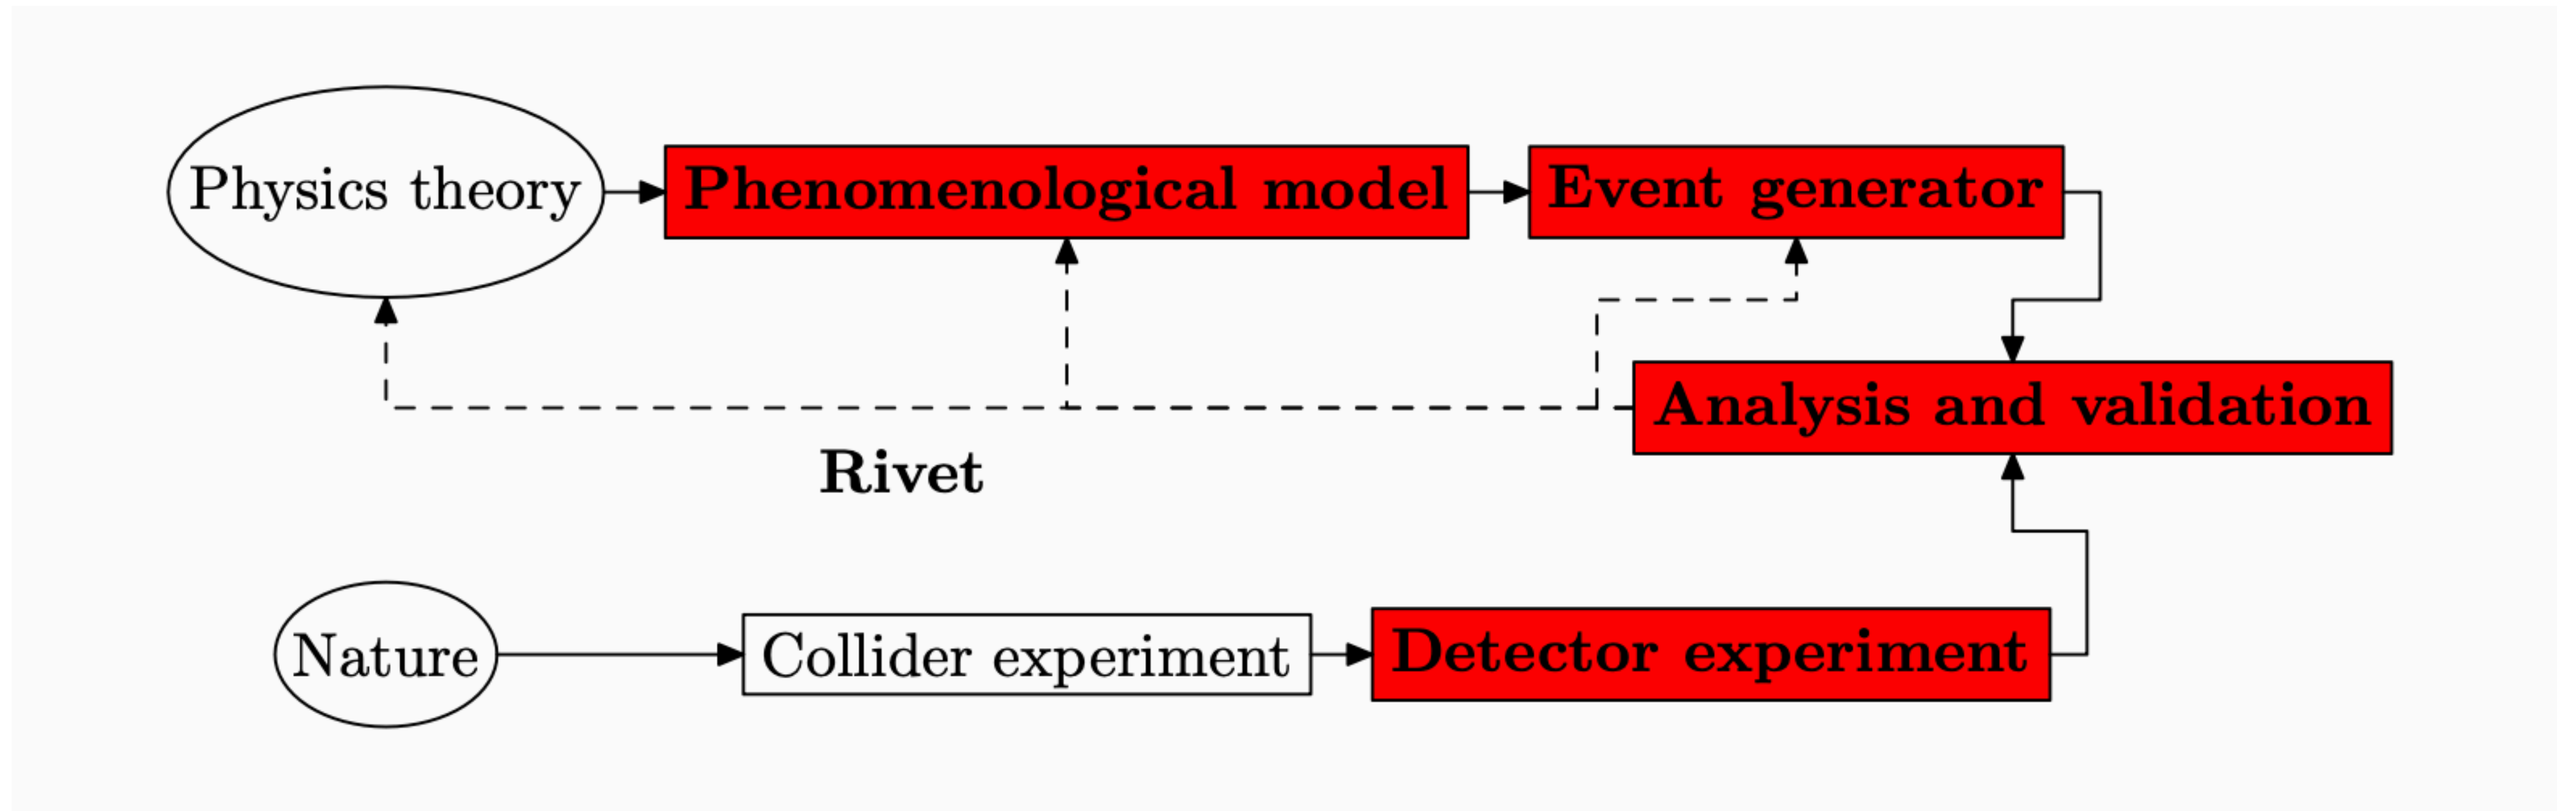 Physics theory
Phenomenological model
Event generator
Analysis and validation
Rivet
Nature
Collider experiment
Detector experiment